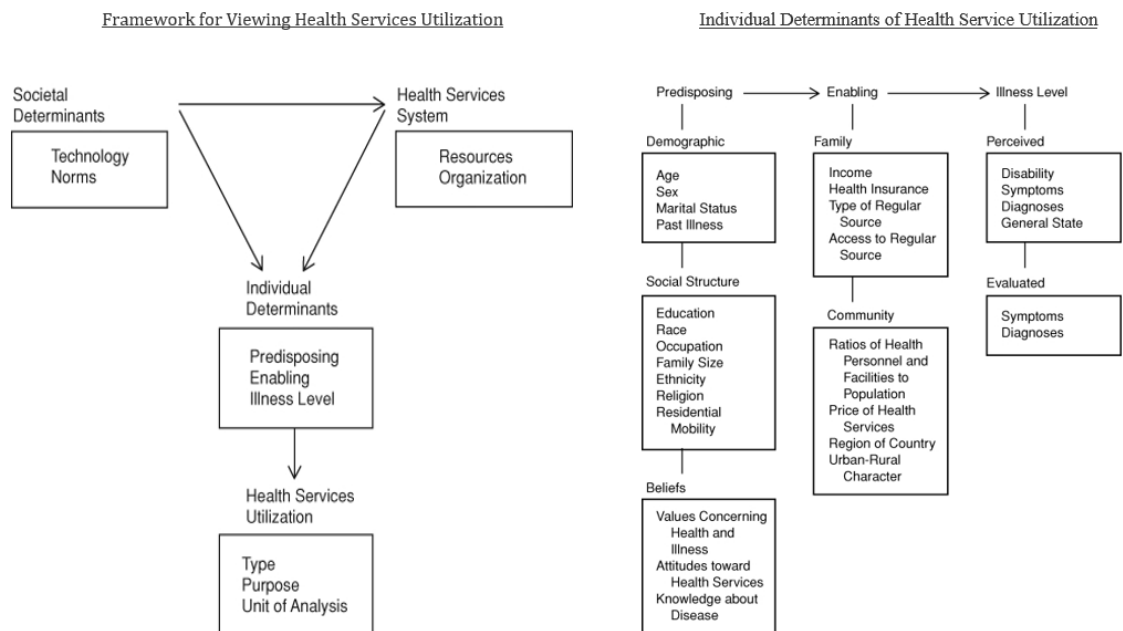 Framework for Viewing Health Services Utilization
Societal
Determinants
Technology
Norms
Health Services
System
Resources
Organization
Individual
Determinants
Predisposing
Enabling
Illness Level
Health Services
Utilization
Type
Purpose
Unit of Analysis
Individual Determinants of Health Service Utilization
Predisposing
Enabling
Illness Level
Demographic
Age
Sex
Marital Status
Past Illness
Social Structure
Education
Race
Occupation
Family Size
Ethnicity
Religion
Residential
Mobility
Beliefs
Values Concerning
Health and
Illness
Attitudes toward
Health Services
Knowledge about
Disease
Family
Income
Health Insurance
Type of Regular
Source
Access to Regular
Source
Community
Ratios of Health
Personnel and
Facilities to
Population
Price of Health
Services
Region of Country
Urban-Rural
Character
Perceived
Disability
Symptoms
Diagnoses
General State
Evaluated
Symptoms
Diagnoses